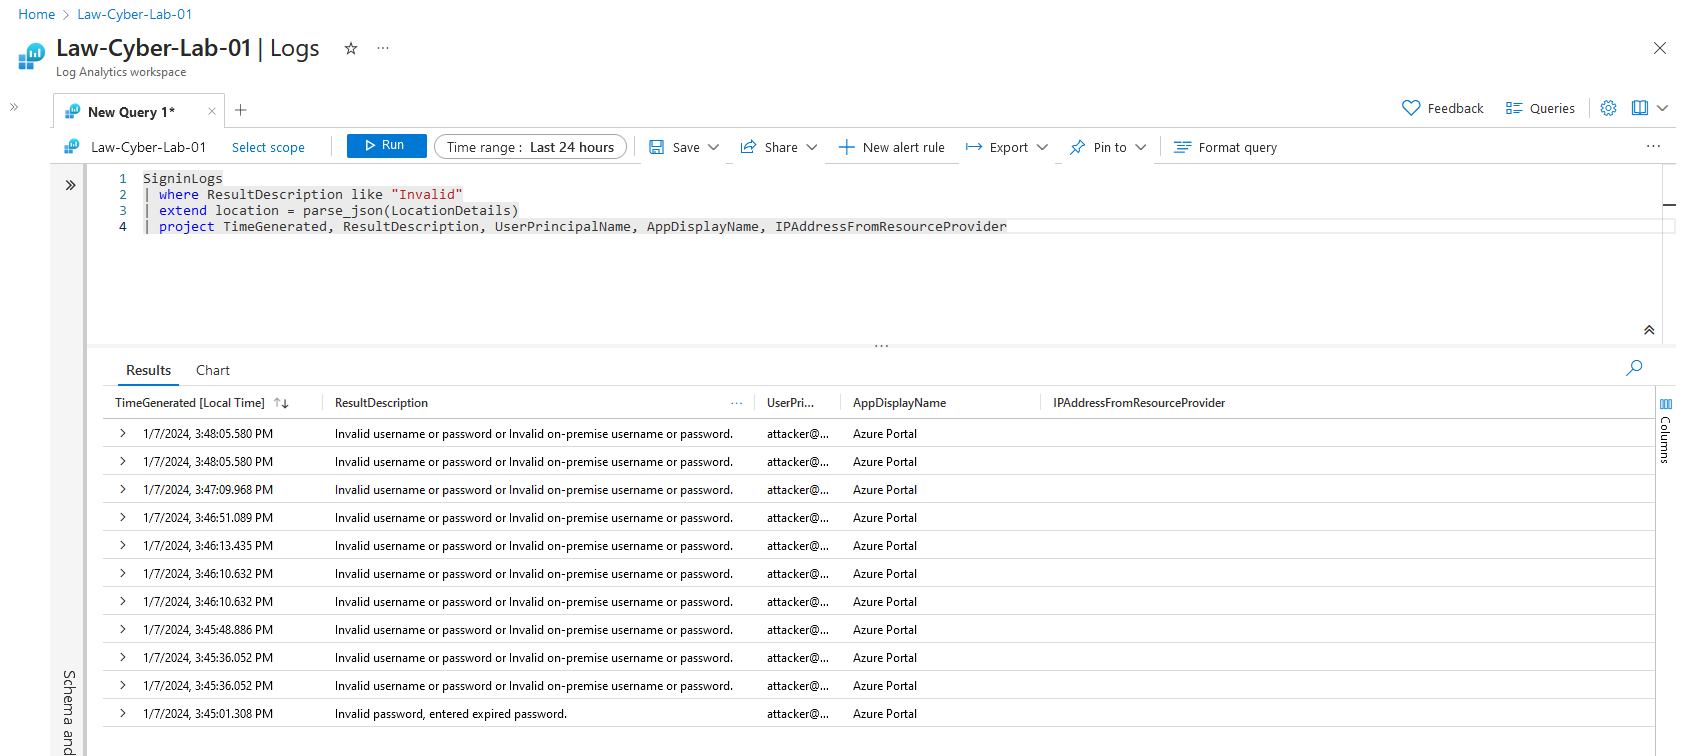 Home > Law-Cyber-Lab-01
Law-Cyber-Lab-01 | Logs
Log Analytics workspace
New Query 1*
Feedback
Queries
Law-Cyber-Lab-01
Select scope
Run
Time range : Last 24 hours
Save
Share
New alert rule
Export
Pin to
Format query
1 SigninLogs
2 | where ResultDescription like "Invalid"
3 | extend location = parse_json(LocationDetails)
4 | project TimeGenerated, ResultDescription, UserPrincipalName, AppDisplayName, IPAddressFromResourceProvider
Results
Chart
TimeGenerated [Local Time] ResultDescription UserPri... AppDisplayName IPAddressFromResourceProvider
1/7/2024, 3:48:05.580 PM Invalid username or password or Invalid on-premise username or password. attacker@... Azure Portal
1/7/2024, 3:48:05.580 PM Invalid username or password or Invalid on-premise username or password. attacker@... Azure Portal
1/7/2024, 3:47:09.968 PM Invalid username or password or Invalid on-premise username or password. attacker@... Azure Portal
1/7/2024, 3:46:51.089 PM Invalid username or password or Invalid on-premise username or password. attacker@... Azure Portal
1/7/2024, 3:46:13.435 PM Invalid username or password or Invalid on-premise username or password. attacker@... Azure Portal
1/7/2024, 3:46:10.632 PM Invalid username or password or Invalid on-premise username or password. attacker@... Azure Portal
1/7/2024, 3:46:10.632 PM Invalid username or password or Invalid on-premise username or password. attacker@... Azure Portal
1/7/2024, 3:45:48.886 PM Invalid username or password or Invalid on-premise username or password. attacker@... Azure Portal
1/7/2024, 3:45:36.052 PM Invalid username or password or Invalid on-premise username or password. attacker@... Azure Portal
1/7/2024, 3:45:36.052 PM Invalid username or password or Invalid on-premise username or password. attacker@... Azure Portal
1/7/2024, 3:45:01.308 PM Invalid password, entered expired password. attacker@... Azure Portal
Columns
Schema and